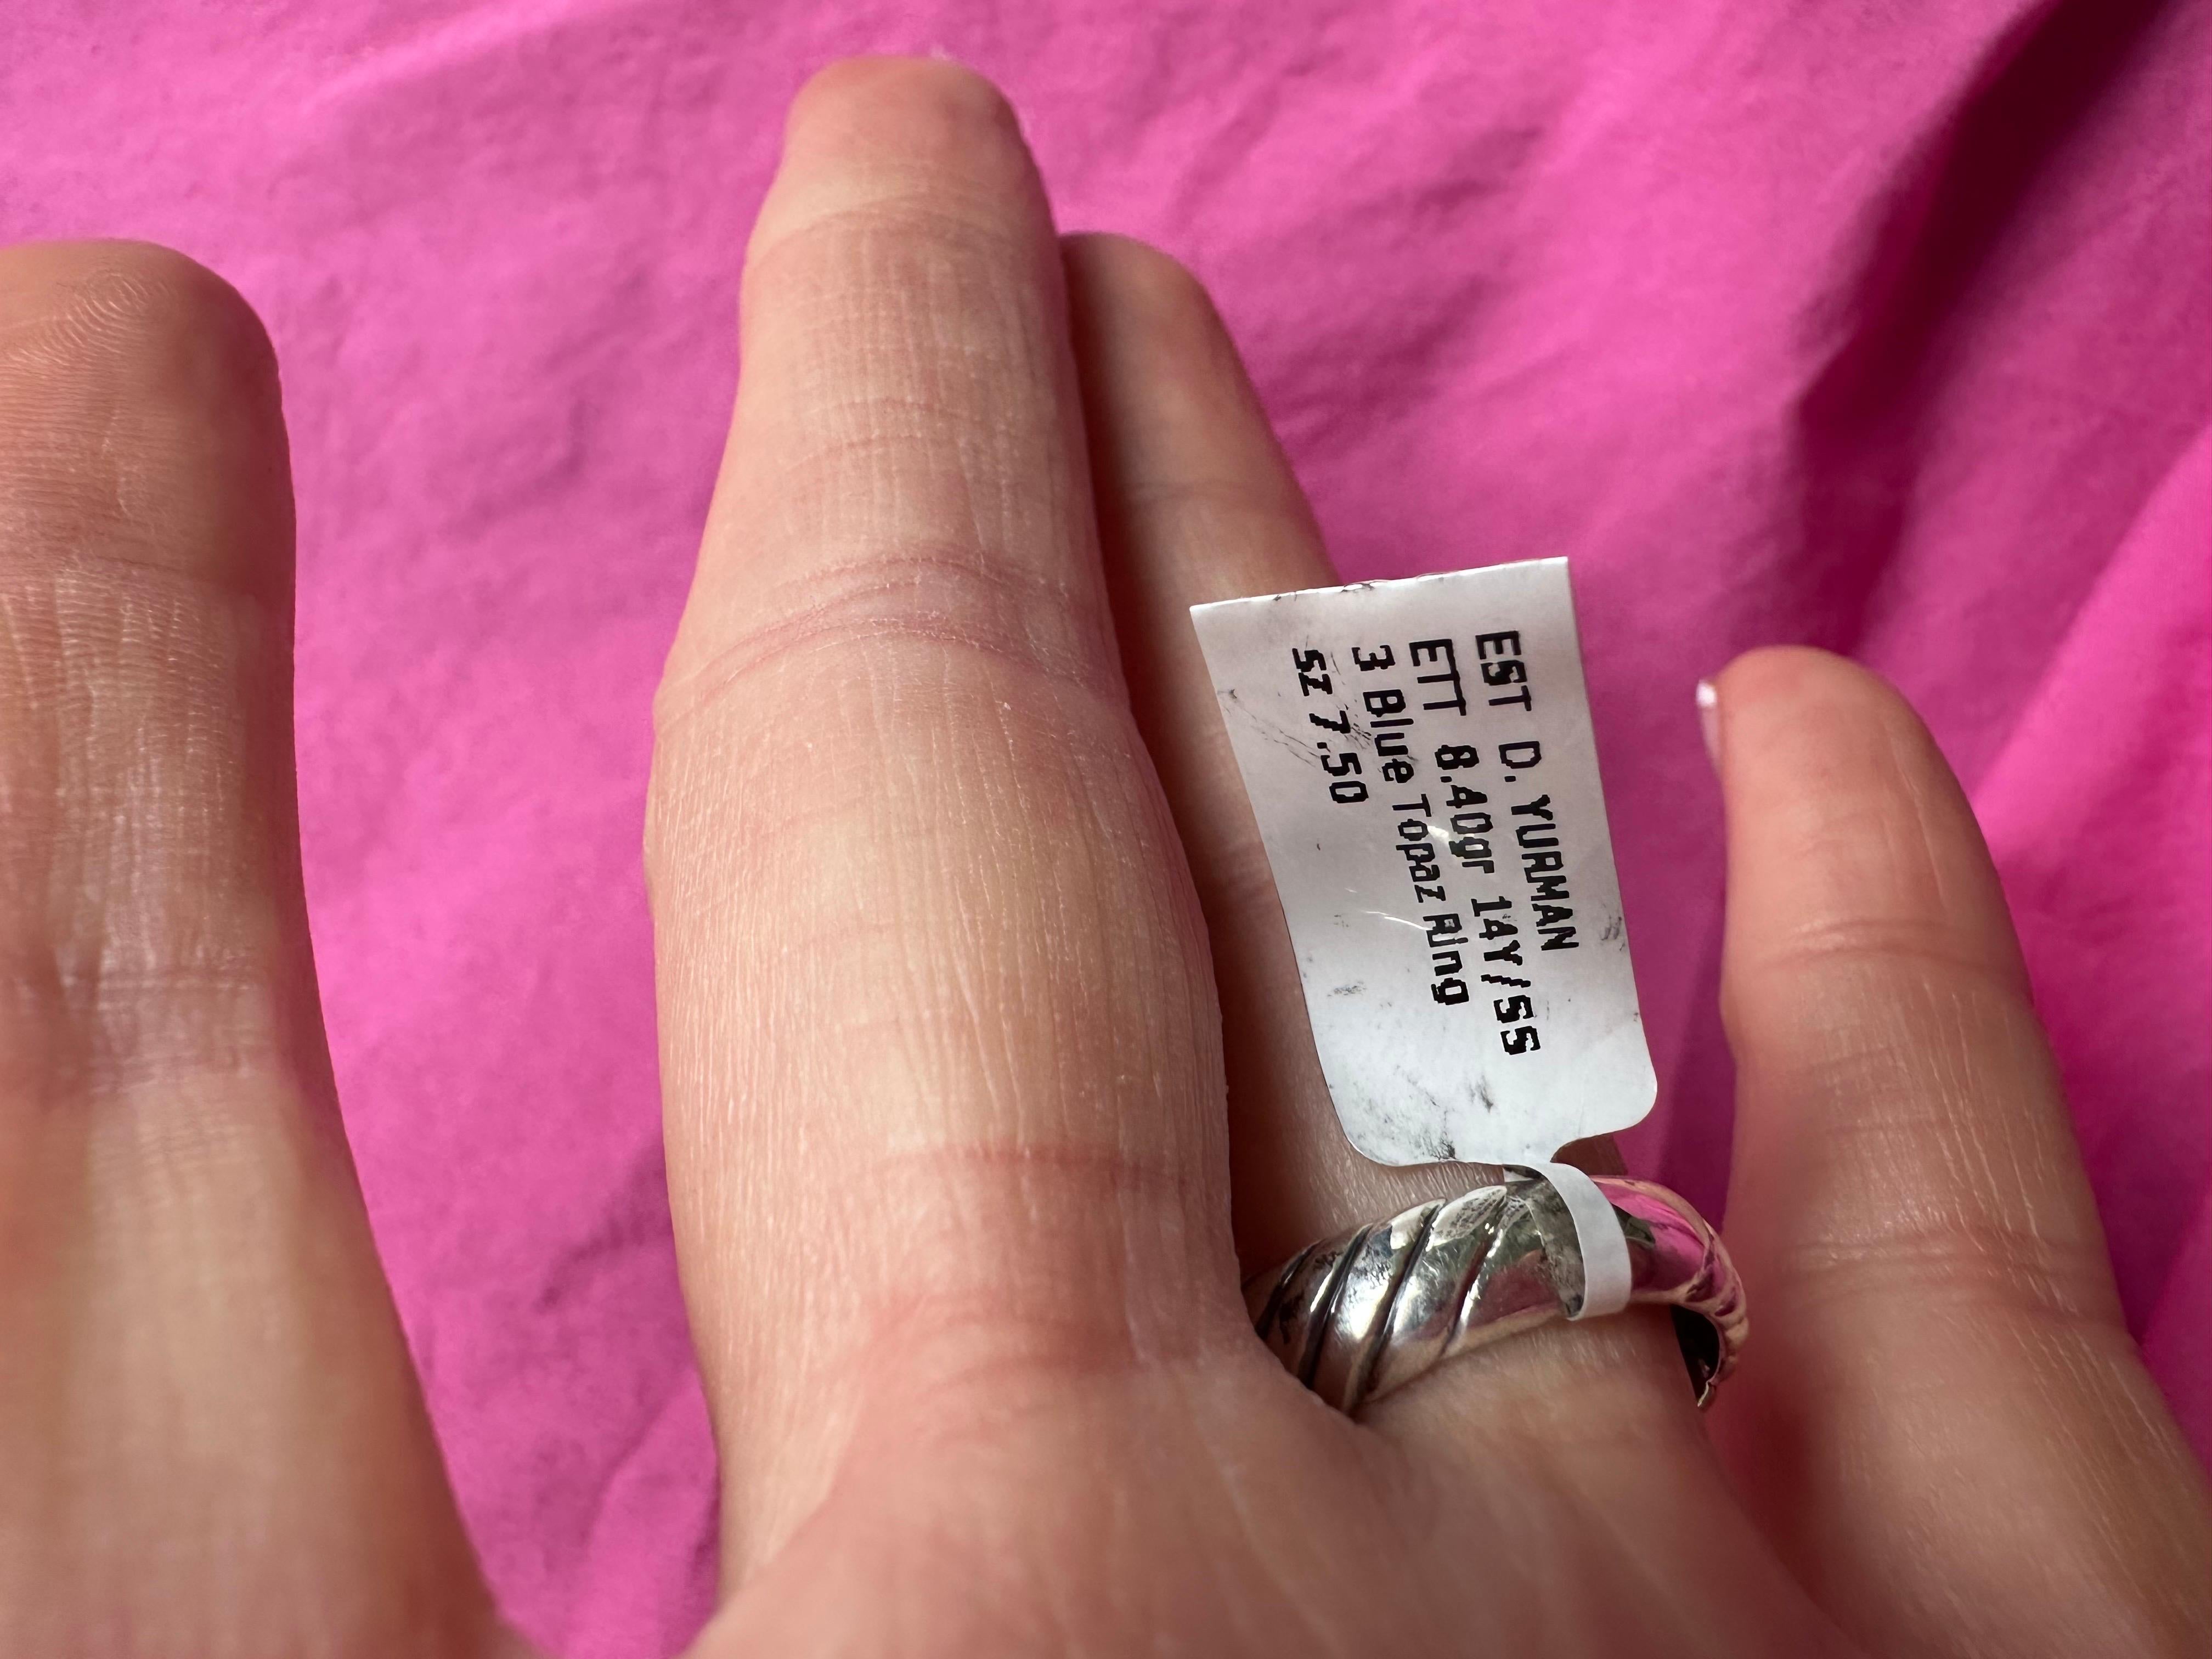 EST D. YURMAN
ETT 8.40gr 14Y/SS
3 Blue Topaz Ring
sz 7.50